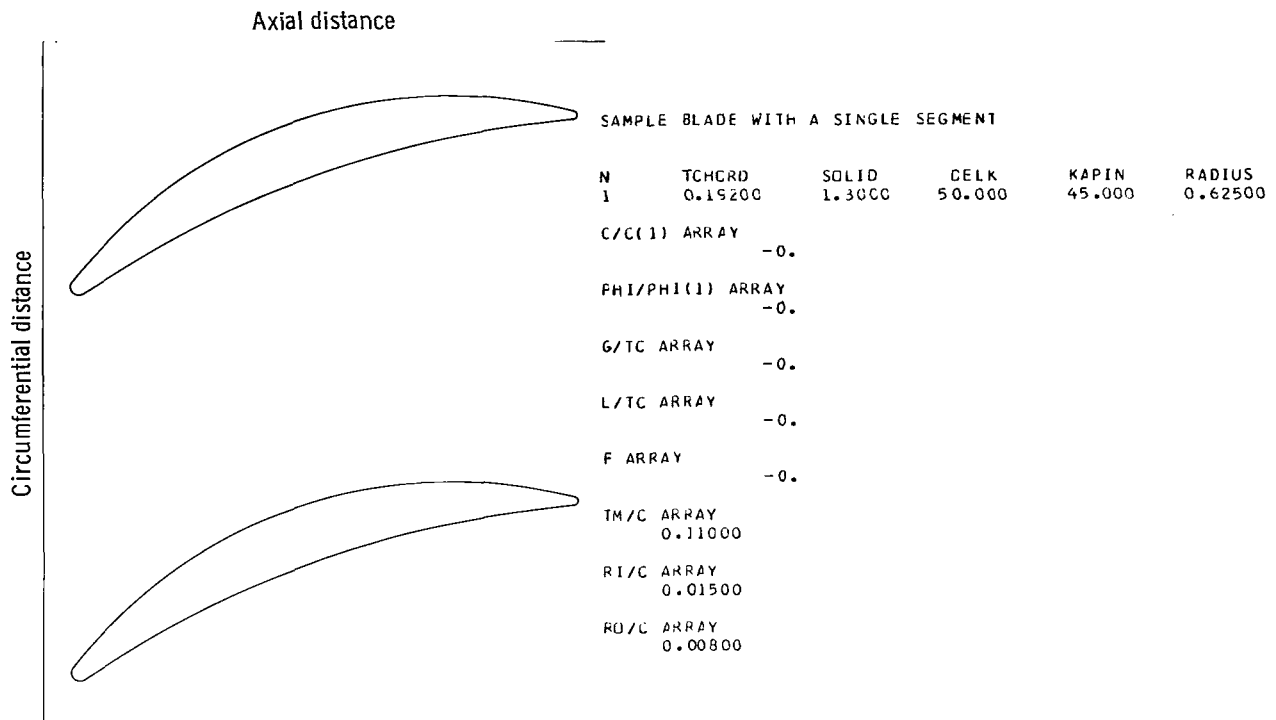 Axial distance
Circumferential distance
SAMPLE BLADE WITH A SINGLE SEGMENT
N TCHCRD SOLID CELK KAPIN RADIUS
1 0.19200 1.3000 50.000 45.000 0.62500
C/C(1) ARRAY
-0.
PHI/PHI(1) ARRAY
-0.
G/TC ARRAY
-0.
L/TC ARRAY
-0.
F ARRAY
-0.
TM/C ARRAY
0.11000
RI/C ARRAY
0.01500
RO/C ARRAY
0.00800